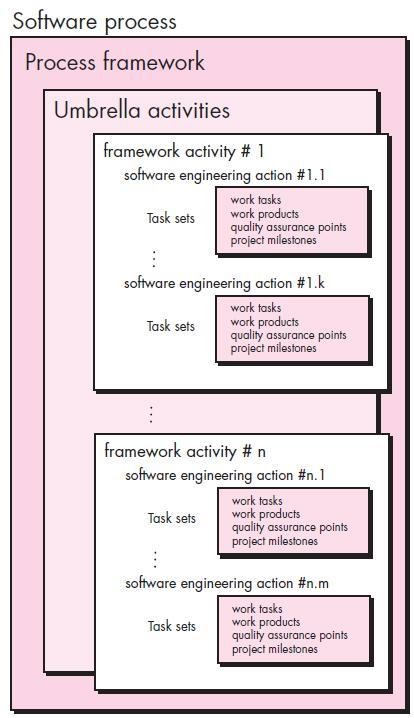 Software process
Process framework
Umbrella activities
framework activity # 1
software engineering action #1.1
Task sets
work tasks
work products
quality assurance points
project milestones
software engineering action #1.k
Task sets
work tasks
work products
quality assurance points
project milestones
framework activity # n
software engineering action #n.1
Task sets
work tasks
work products
quality assurance points
project milestones
software engineering action #n.m
Task sets
work tasks
work products
quality assurance points
project milestones